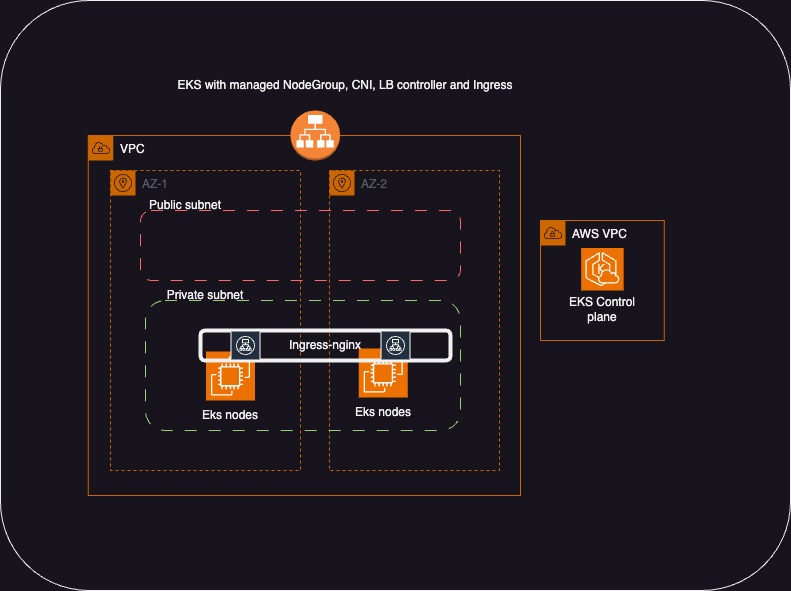 EKS with managed NodeGroup, CNI, LB controller and Ingress
VPC
AZ-1
AZ-2
Public subnet
Private subnet
Ingress-nginx
Eks nodes
Eks nodes
AWS VPC
EKS Control
plane